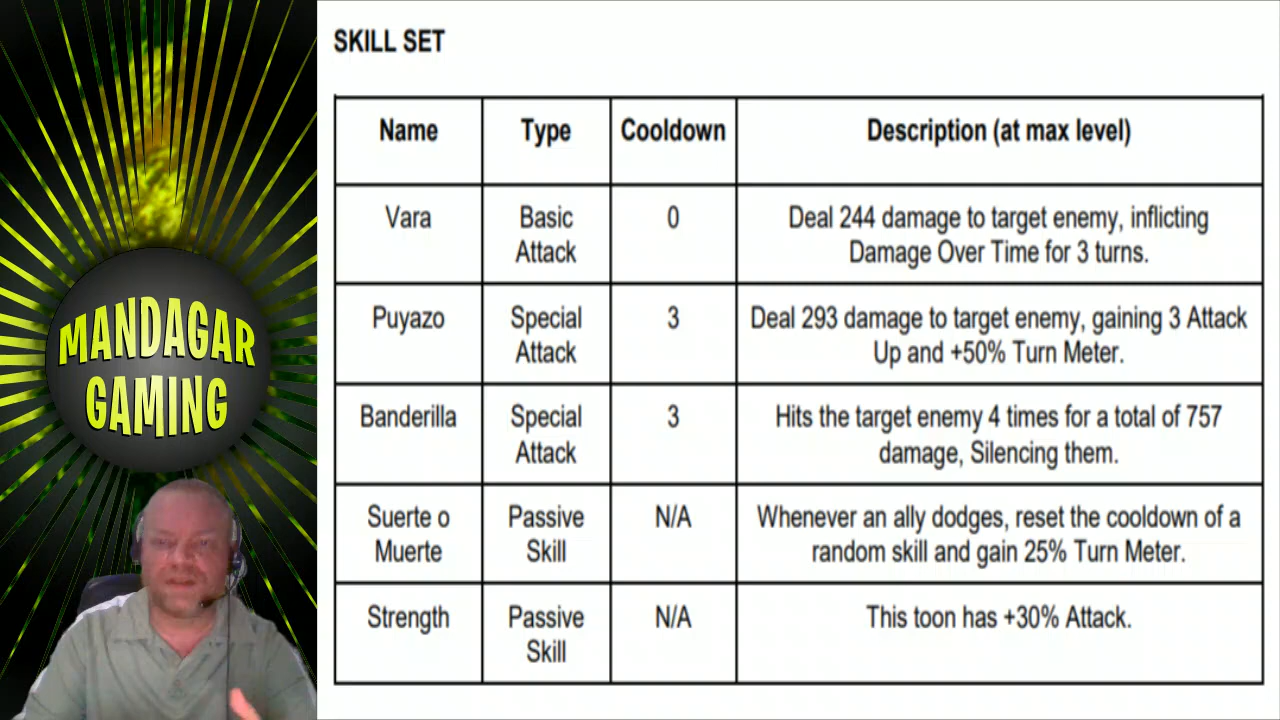 MANDAGAR
GAMING
SKILL SET
Name Type Cooldown Description (at max level)
Vara Basic Attack 0 Deal 244 damage to target enemy, inflicting
Damage Over Time for 3 turns.
Puyazo Special Attack 3 Deal 293 damage to target enemy, gaining 3 Attack
Up and +50% Turn Meter.
Banderilla Special Attack 3 Hits the target enemy 4 times for a total of 757
damage, Silencing them.
Suerte o Muerte Passive Skill N/A Whenever an ally dodges, reset the cooldown of a
random skill and gain 25% Turn Meter.
Strength Passive Skill N/A This toon has +30% Attack.